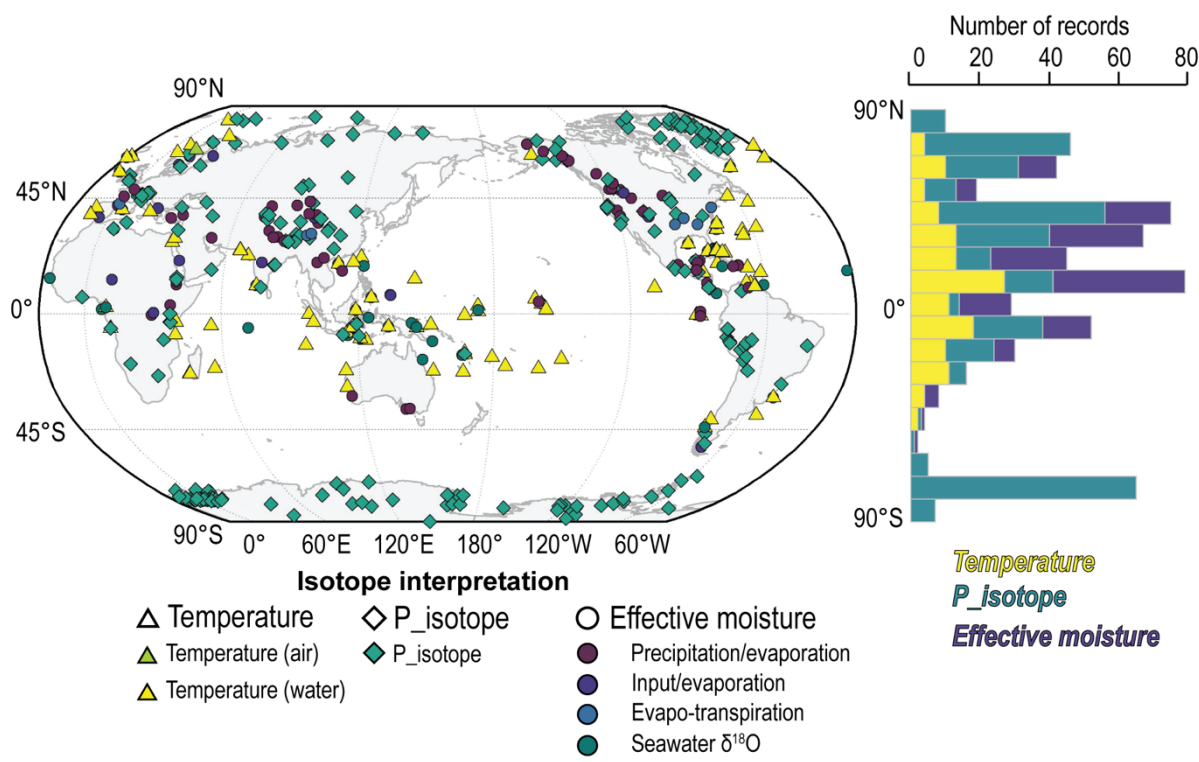 Number of records
0 20 40 60 80
90°N
45°N
0°
45°S
90°S
0° 60°E 120°E 180° 120°W 60°W
90°N
0°
90°S
Temperature
P_isotope
Effective moisture
Isotope interpretation
Temperature
Temperature (air)
Temperature (water)
P_isotope
P_isotope
Effective moisture
Precipitation/evaporation
Input/evaporation
Evapo-transpiration
Seawater δ¹⁸O